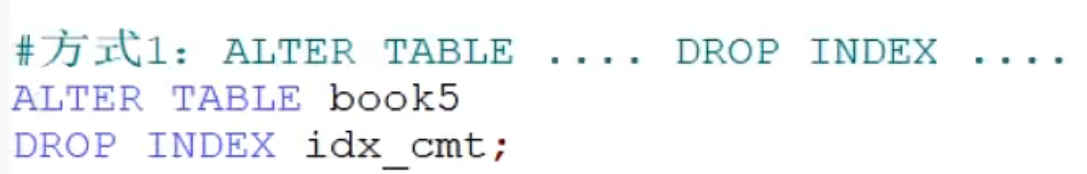 #方式1：ALTER TABLE .... DROP INDEX ....
ALTER TABLE book5
DROP INDEX idx_cmt;